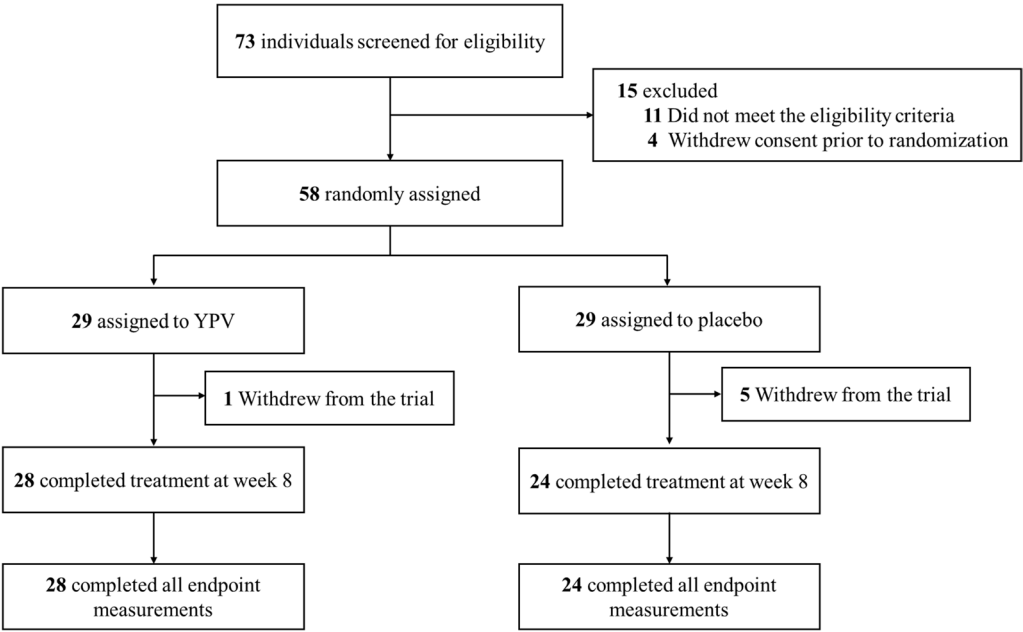 73 individuals screened for eligibility
15 excluded
11 Did not meet the eligibility criteria
4 Withdrew consent prior to randomization
58 randomly assigned
29 assigned to YPV
29 assigned to placebo
1 Withdrew from the trial
5 Withdrew from the trial
28 completed treatment at week 8
24 completed treatment at week 8
28 completed all endpoint
measurements
24 completed all endpoint
measurements